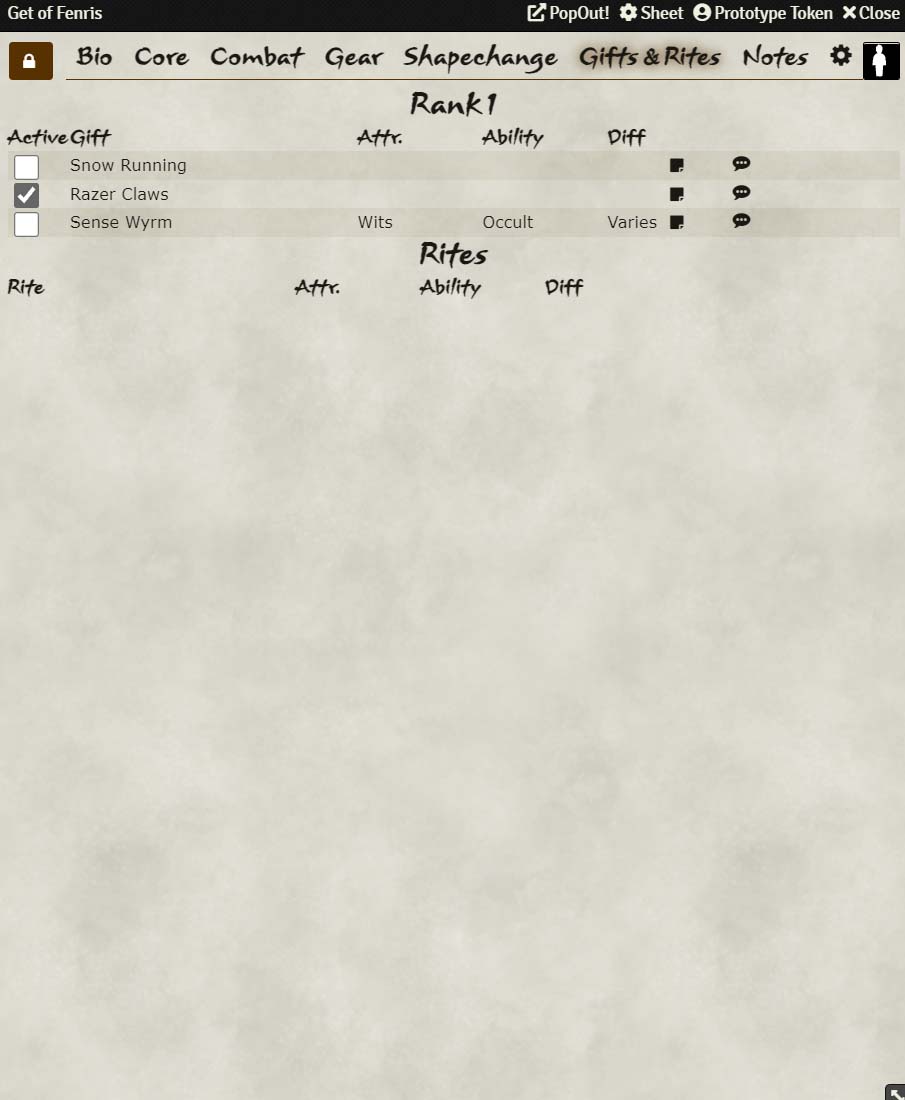 Get of Fenris PopOut! Sheet Prototype Token Close
Bio Core Combat Gear Shapechange Gifts & Rites Notes
Rank 1
Active Gift Attr. Ability Diff
Snow Running
Razer Claws
Sense Wyrm Wits Occult Varies
Rites
Rite Attr. Ability Diff